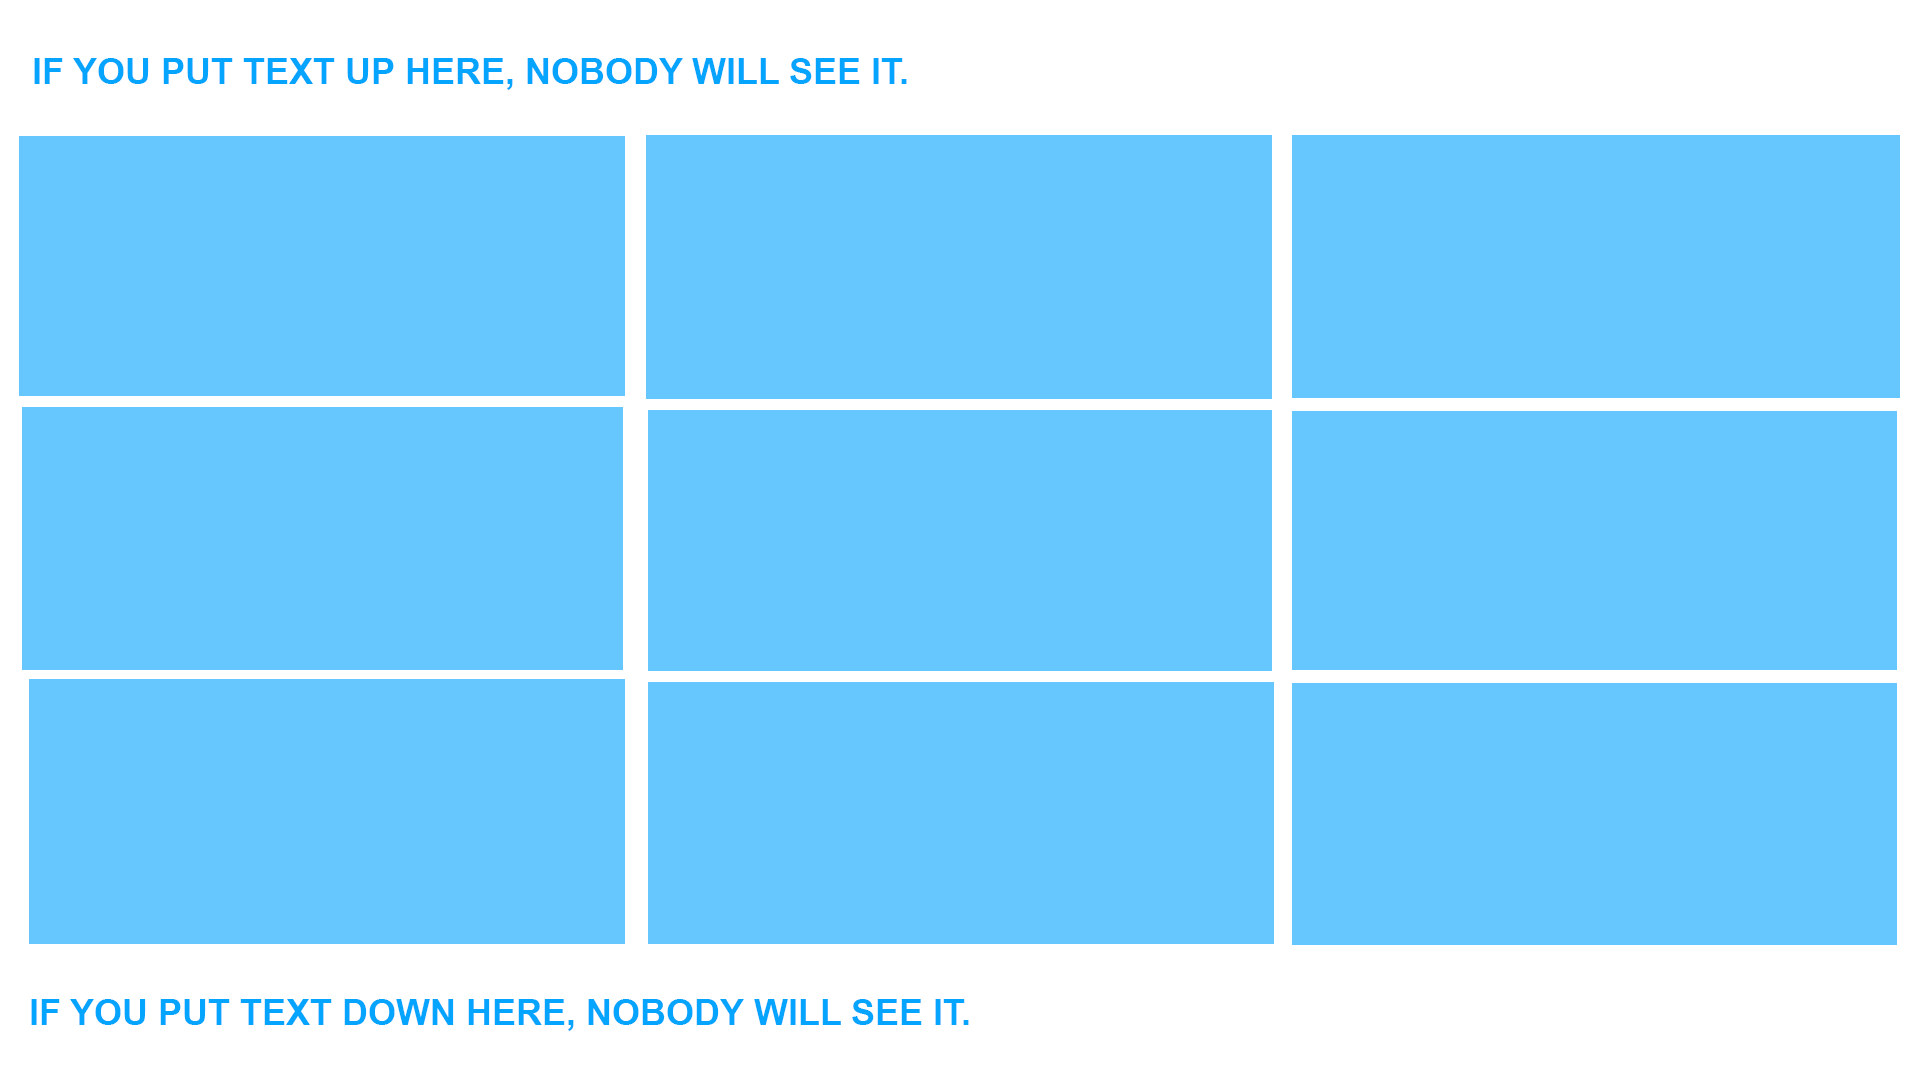 IF YOU PUT TEXT UP HERE, NOBODY WILL SEE IT.
IF YOU PUT TEXT DOWN HERE, NOBODY WILL SEE IT.